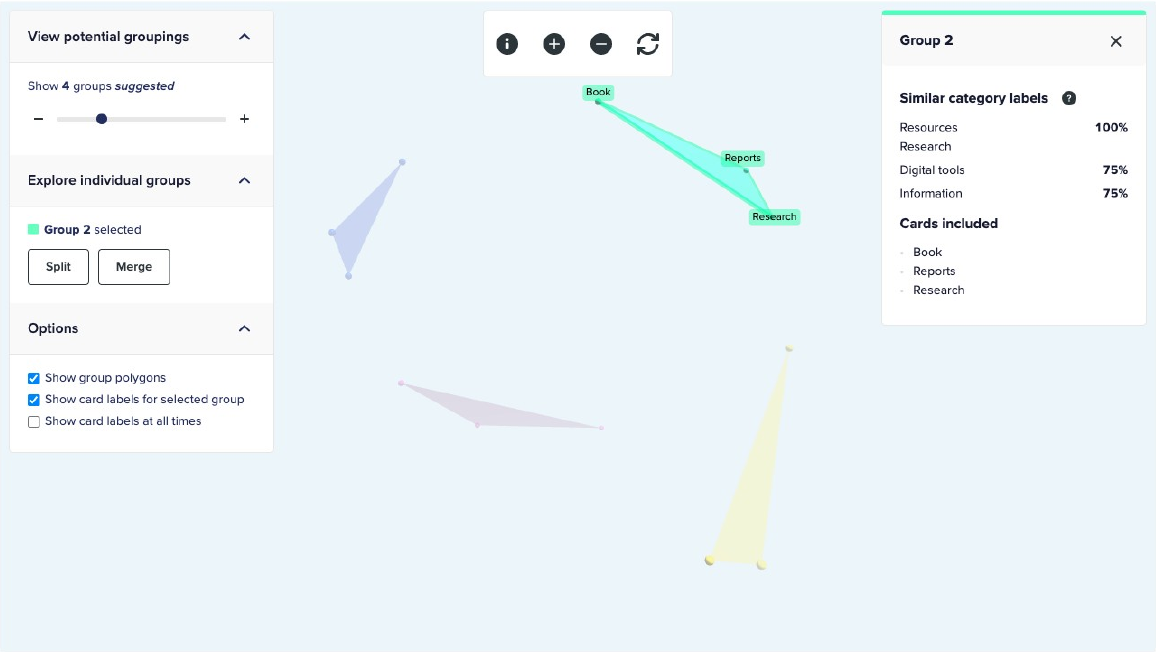 View potential groupings
Show 4 groups suggested
Explore individual groups
Group 2 selected
Split
Merge
Options
Show group polygons
Show card labels for selected group
Show card labels at all times
Book
Reports
Research
Group 2
Similar category labels
Resources 100%
Research
Digital tools 75%
Information 75%
Cards included
Book
Reports
Research